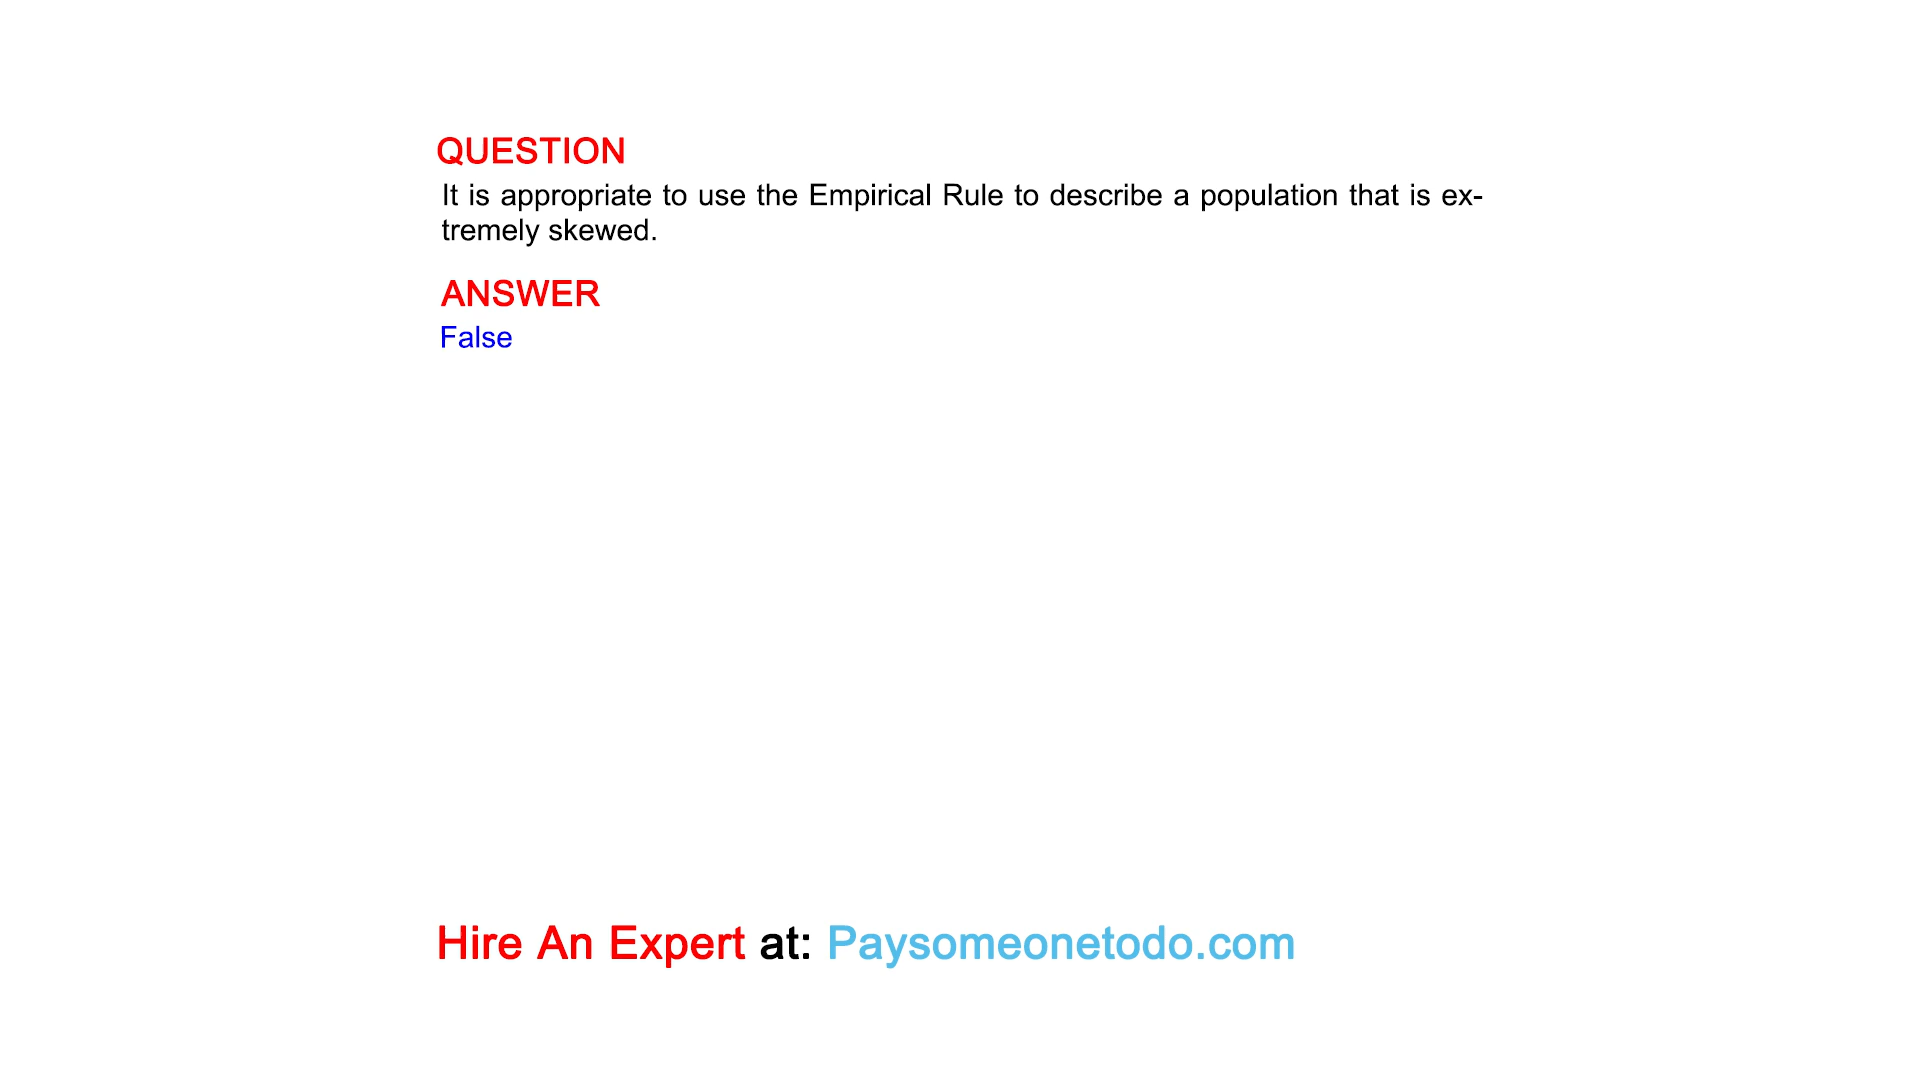 QUESTION
It is appropriate to use the Empirical Rule to describe a population that is ex-
tremely skewed.
ANSWER
False
Hire An Expert at: Paysomeonetodo.com